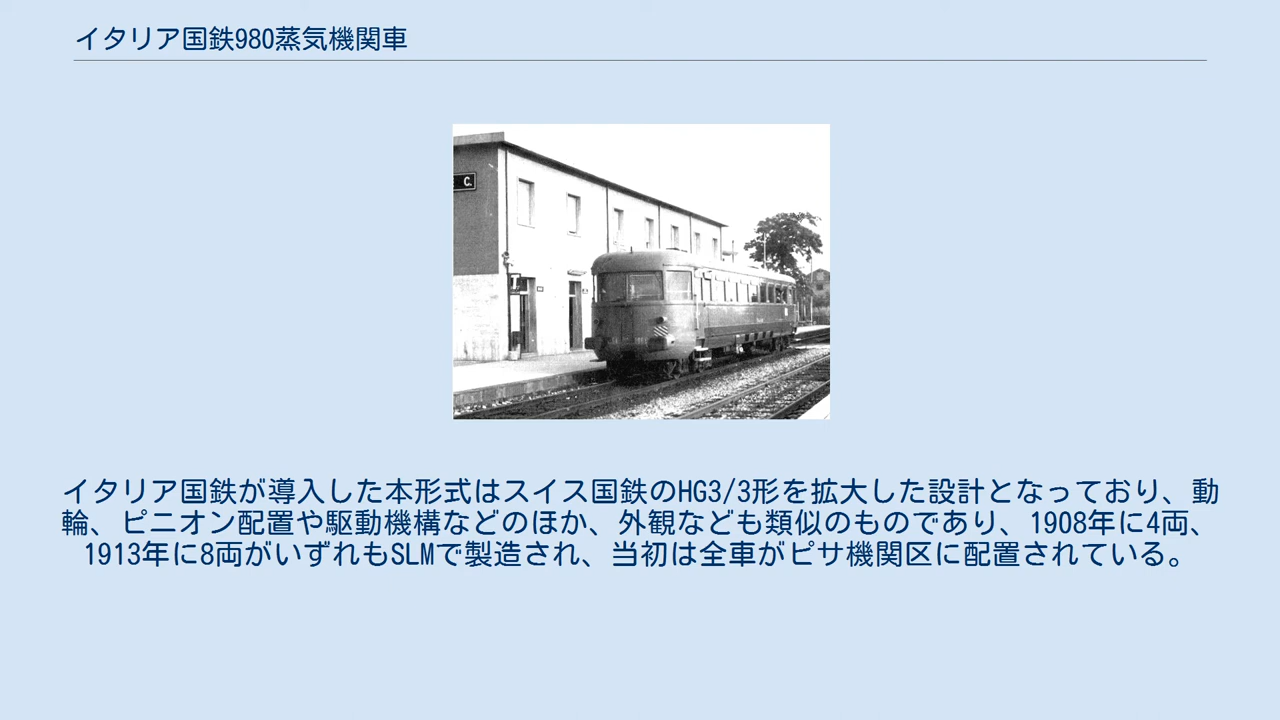 イタリア国鉄980蒸気機関車
C.
イタリア国鉄が導入した本形式はスイス国鉄のHG3/3形を拡大した設計となっており、動
輪、ピニオン配置や駆動機構などのほか、外観なども類似のものであり、1908年に4両、
1913年に8両がいずれもSLMで製造され、当初は全車がピサ機関区に配置されている。